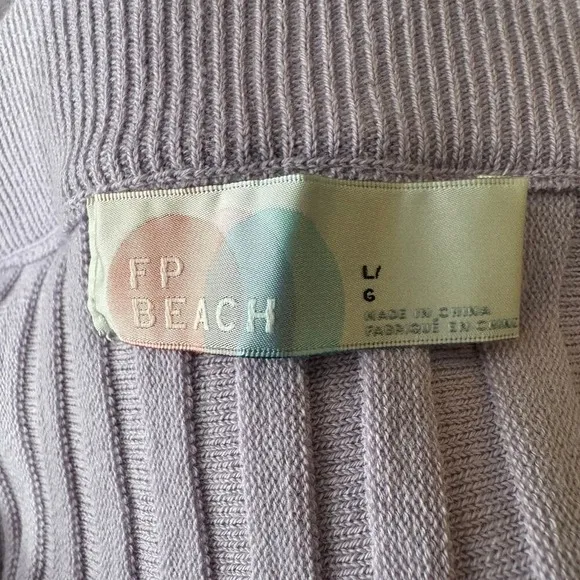 FP
BEACH
L/
G
MADE IN CHINA
FABRIQUÉ EN CHINE